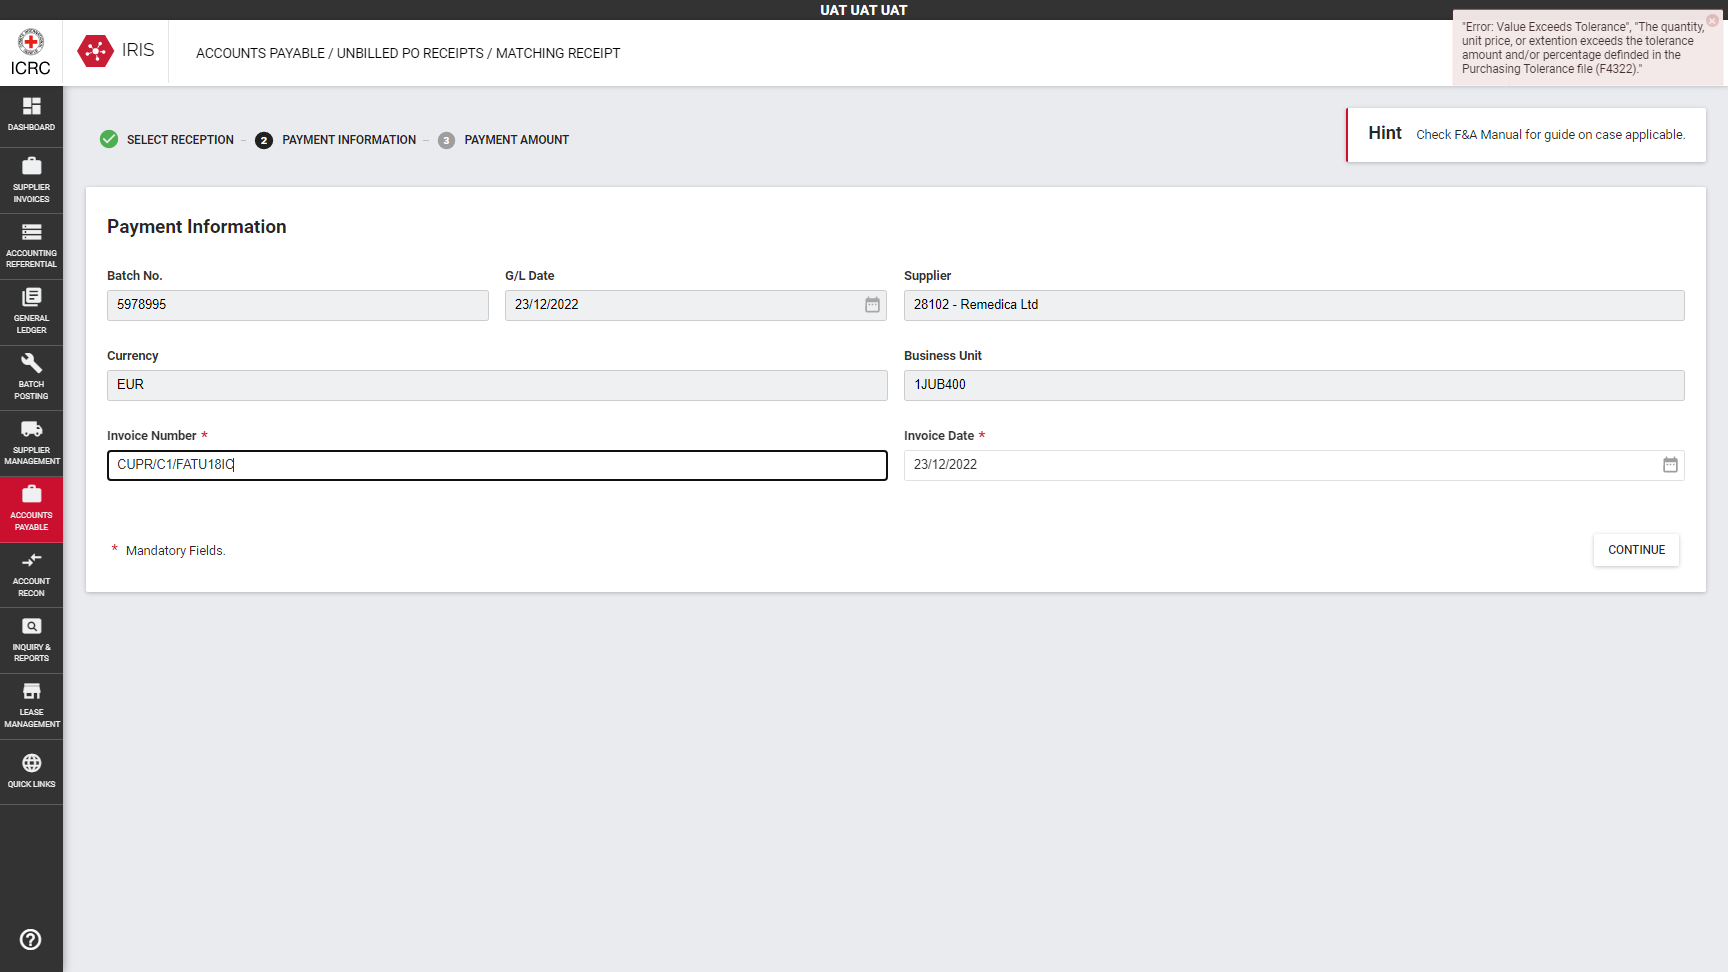 UAT UAT UAT
ICRC
IRIS
ACCOUNTS PAYABLE / UNBILLED PO RECEIPTS / MATCHING RECEIPT
"Error: Value Exceeds Tolerance", "The quantity,
unit price, or extention exceeds the tolerance
amount and/or percentage definded in the
Purchasing Tolerance file (F4322)."
DASHBOARD
SUPPLIER
INVOICES
ACCOUNTING
REFERENTIAL
GENERAL
LEDGER
BATCH
POSTING
SUPPLIER
MANAGEMENT
ACCOUNTS
PAYABLE
ACCOUNT
RECON
INQUIRY &
REPORTS
LEASE
MANAGEMENT
QUICK LINKS
SELECT RECEPTION – 2 PAYMENT INFORMATION – 3 PAYMENT AMOUNT
Hint Check F&A Manual for guide on case applicable.
Payment Information
Batch No. G/L Date Supplier
5978995 23/12/2022 28102 - Remedica Ltd
Currency Business Unit
EUR 1JUB400
Invoice Number * Invoice Date *
CUPR/C1/FATU18IC 23/12/2022
* Mandatory Fields.
CONTINUE